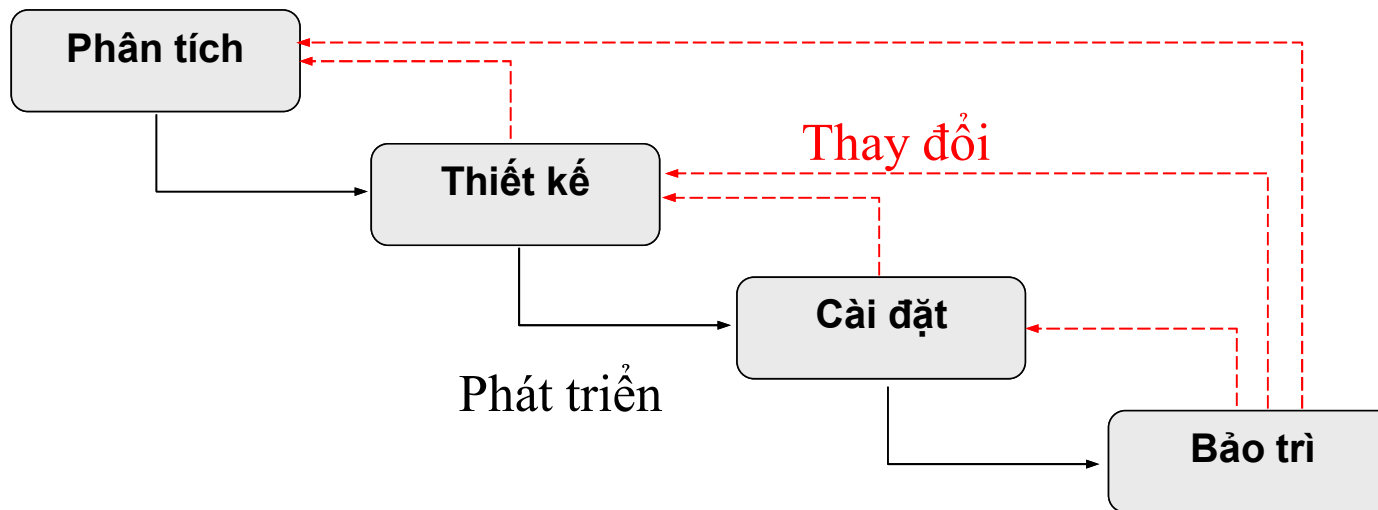 Phân tích
Thiết kế
Thay đổi
Cài đặt
Phát triển
Bảo trì